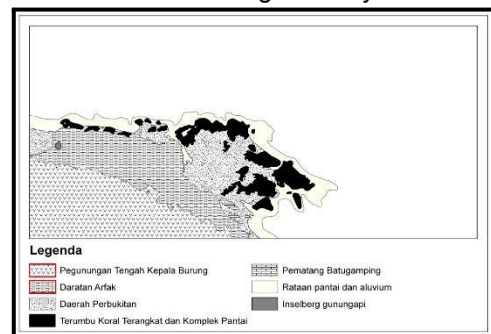 Legenda
Pegunungan Tengah Kepala Burung
Daratan Arfak
Daerah Perbukitan
Terumbu Koral Terangkat dan Komplek Pantai
Pematang Batugamping
Rataan pantai dan aluvium
Inselberg gunungapi